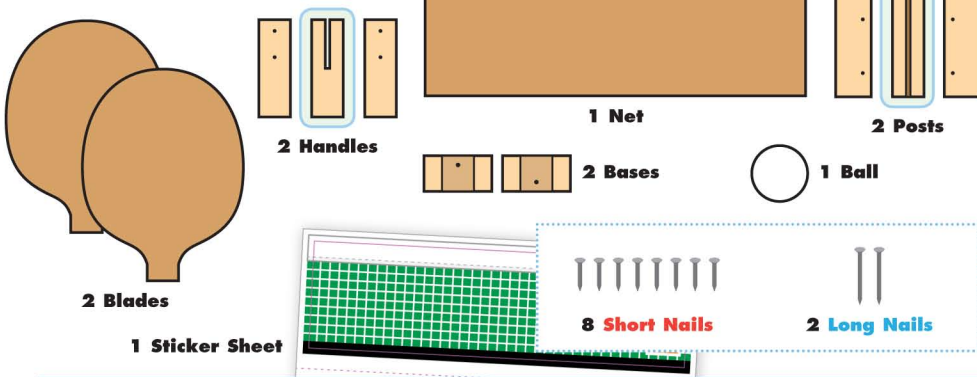 1 Net
2 Posts
2 Handles
2 Bases
1 Ball
2 Blades
8 Short Nails
2 Long Nails
1 Sticker Sheet